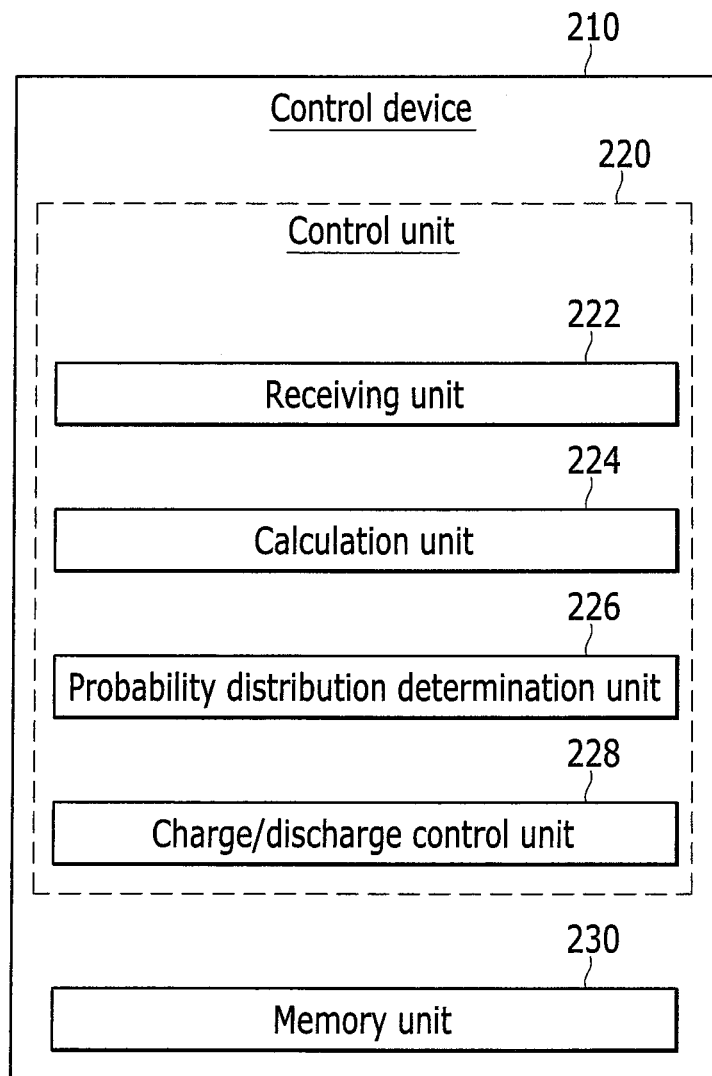 210
Control device
220
Control unit
222
Receiving unit
224
Calculation unit
226
Probability distribution determination unit
228
Charge/discharge control unit
230
Memory unit